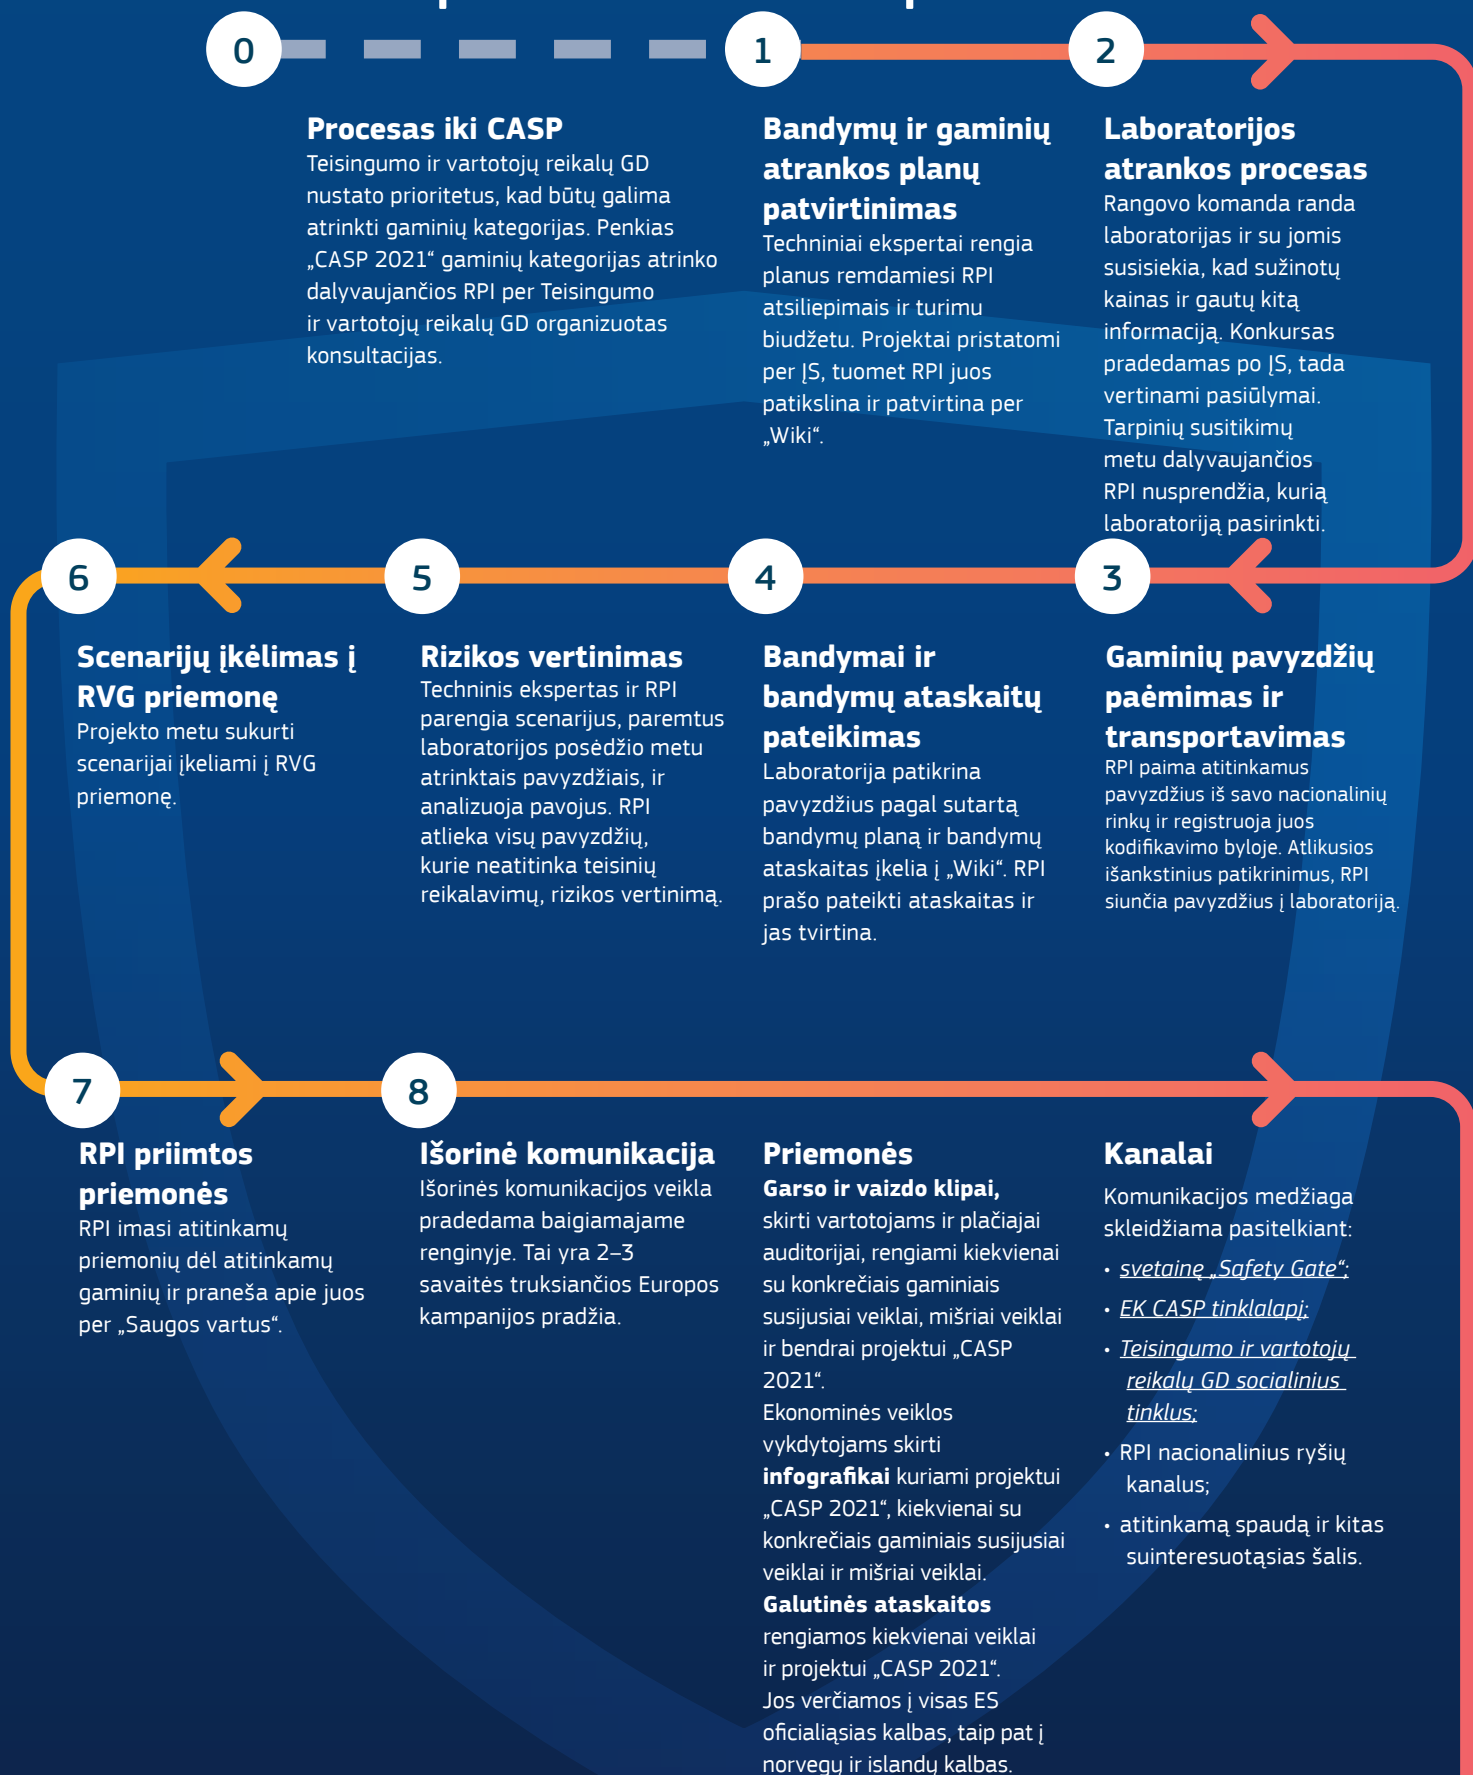 0
1
2
Procesas iki CASP
Teisingumo ir vartotojų reikalų GD
nustato prioritetus, kad būtų galima
atrinkti gaminių kategorijas. Penkias
„CASP 2021“ gaminių kategorijas atrinko
dalyvaujančios RPI per Teisingumo
ir vartotojų reikalų GD organizuotas
konsultacijas.
Bandymų ir gaminių
atrankos planų
patvirtinimas
Techniniai ekspertai rengia
planus remdamiesi RPI
atsiliepimais ir turimu
biudžetu. Projektai pristatomi
per ĮS, tuomet RPI juos
patikslina ir patvirtina per
„Wiki“.
Laboratorijos
atrankos procesas
Rangovo komanda randa
laboratorijas ir su jomis
susisiekia, kad sužinotų
kainas ir gautų kitą
informaciją. Konkursas
pradedamas po ĮS, tada
vertinami pasiūlymai.
Tarpinių susitikimų
metu dalyvaujančios
RPI nusprendžia, kurią
laboratoriją pasirinkti.
6
5
4
3
Scenarijų įkėlimas į
RVG priemonę
Projekto metu sukurti
scenarijai įkeliami į RVG
priemonę.
Rizikos vertinimas
Techninis ekspertas ir RPI
parengia scenarijus, paremtus
laboratorijos posėdžio metu
atrinktais pavyzdžiais, ir
analizuoja pavojus. RPI
atlieka visų pavyzdžių,
kurie neatitinka teisinių
reikalavimų, rizikos vertinimą.
Bandymai ir
bandymų ataskaitų
pateikimas
Laboratorija patikrina
pavyzdžius pagal sutartą
bandymų planą ir bandymų
ataskaitas įkelia į „Wiki“. RPI
prašo pateikti ataskaitas ir
jas tvirtina.
Gaminių pavyzdžių
paėmimas ir
transportavimas
RPI paima atitinkamus
pavyzdžius iš savo nacionalinių
rinkų ir registruoja juos
kodifikavimo byloje. Atlikusios
išankstinius patikrinimus, RPI
siunčia pavyzdžius į laboratoriją.
7
8
RPI priimtos
priemonės
RPI imasi atitinkamų
priemonių dėl atitinkamų
gaminių ir praneša apie juos
per „Saugos vartus“.
Išorinė komunikacija
Išorinės komunikacijos veikla
pradedama baigiamajame
renginyje. Tai yra 2–3
savaitės truksiančios Europos
kampanijos pradžia.
Priemonės
Garso ir vaizdo klipai,
skirti vartotojams ir plačiajai
auditorijai, rengiami kiekvienai
su konkrečiais gaminiais
susijusiai veiklai, mišriai veiklai
ir bendrai projektui „CASP
2021“.
Ekonominės veiklos
vykdytojams skirti
infografikai kuriami projektui
„CASP 2021“, kiekvienai su
konkrečiais gaminiais susijusiai
veiklai ir mišriai veiklai.
Galutinės ataskaitos
rengiamos kiekvienai veiklai
ir projektui „CASP 2021“.
Jos verčiamos į visas ES
oficialiąsias kalbas, taip pat į
norvegų ir islandų kalbas.
Kanalai
Komunikacijos medžiaga
skleidžiama pasitelkiant:
• svetainę „Safety Gate“;
• EK CASP tinklalapį;
• Teisingumo ir vartotojų
reikalų GD socialinius
tinklus;
• RPI nacionalinius ryšių
kanalus;
• atitinkamą spaudą ir kitas
suinteresuotąsias šalis.